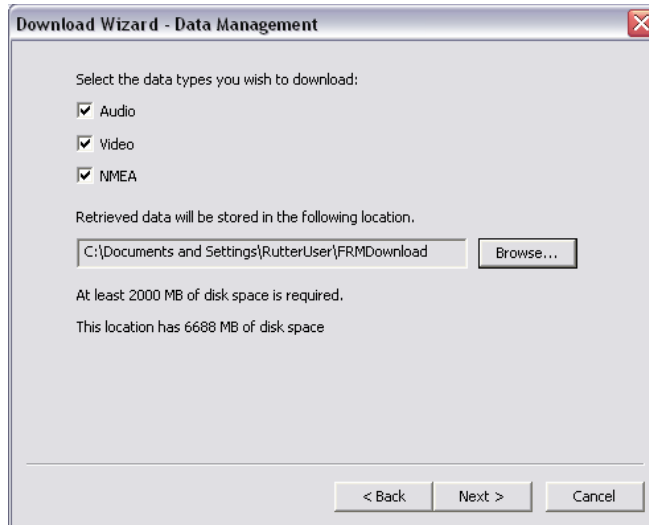 Download Wizard - Data Management
Select the data types you wish to download:
Audio
Video
NMEA
Retrieved data will be stored in the following location.
C:\Documents and Settings\RutterUser\FRMDownload
Browse...
At least 2000 MB of disk space is required.
This location has 6688 MB of disk space
< Back
Next >
Cancel